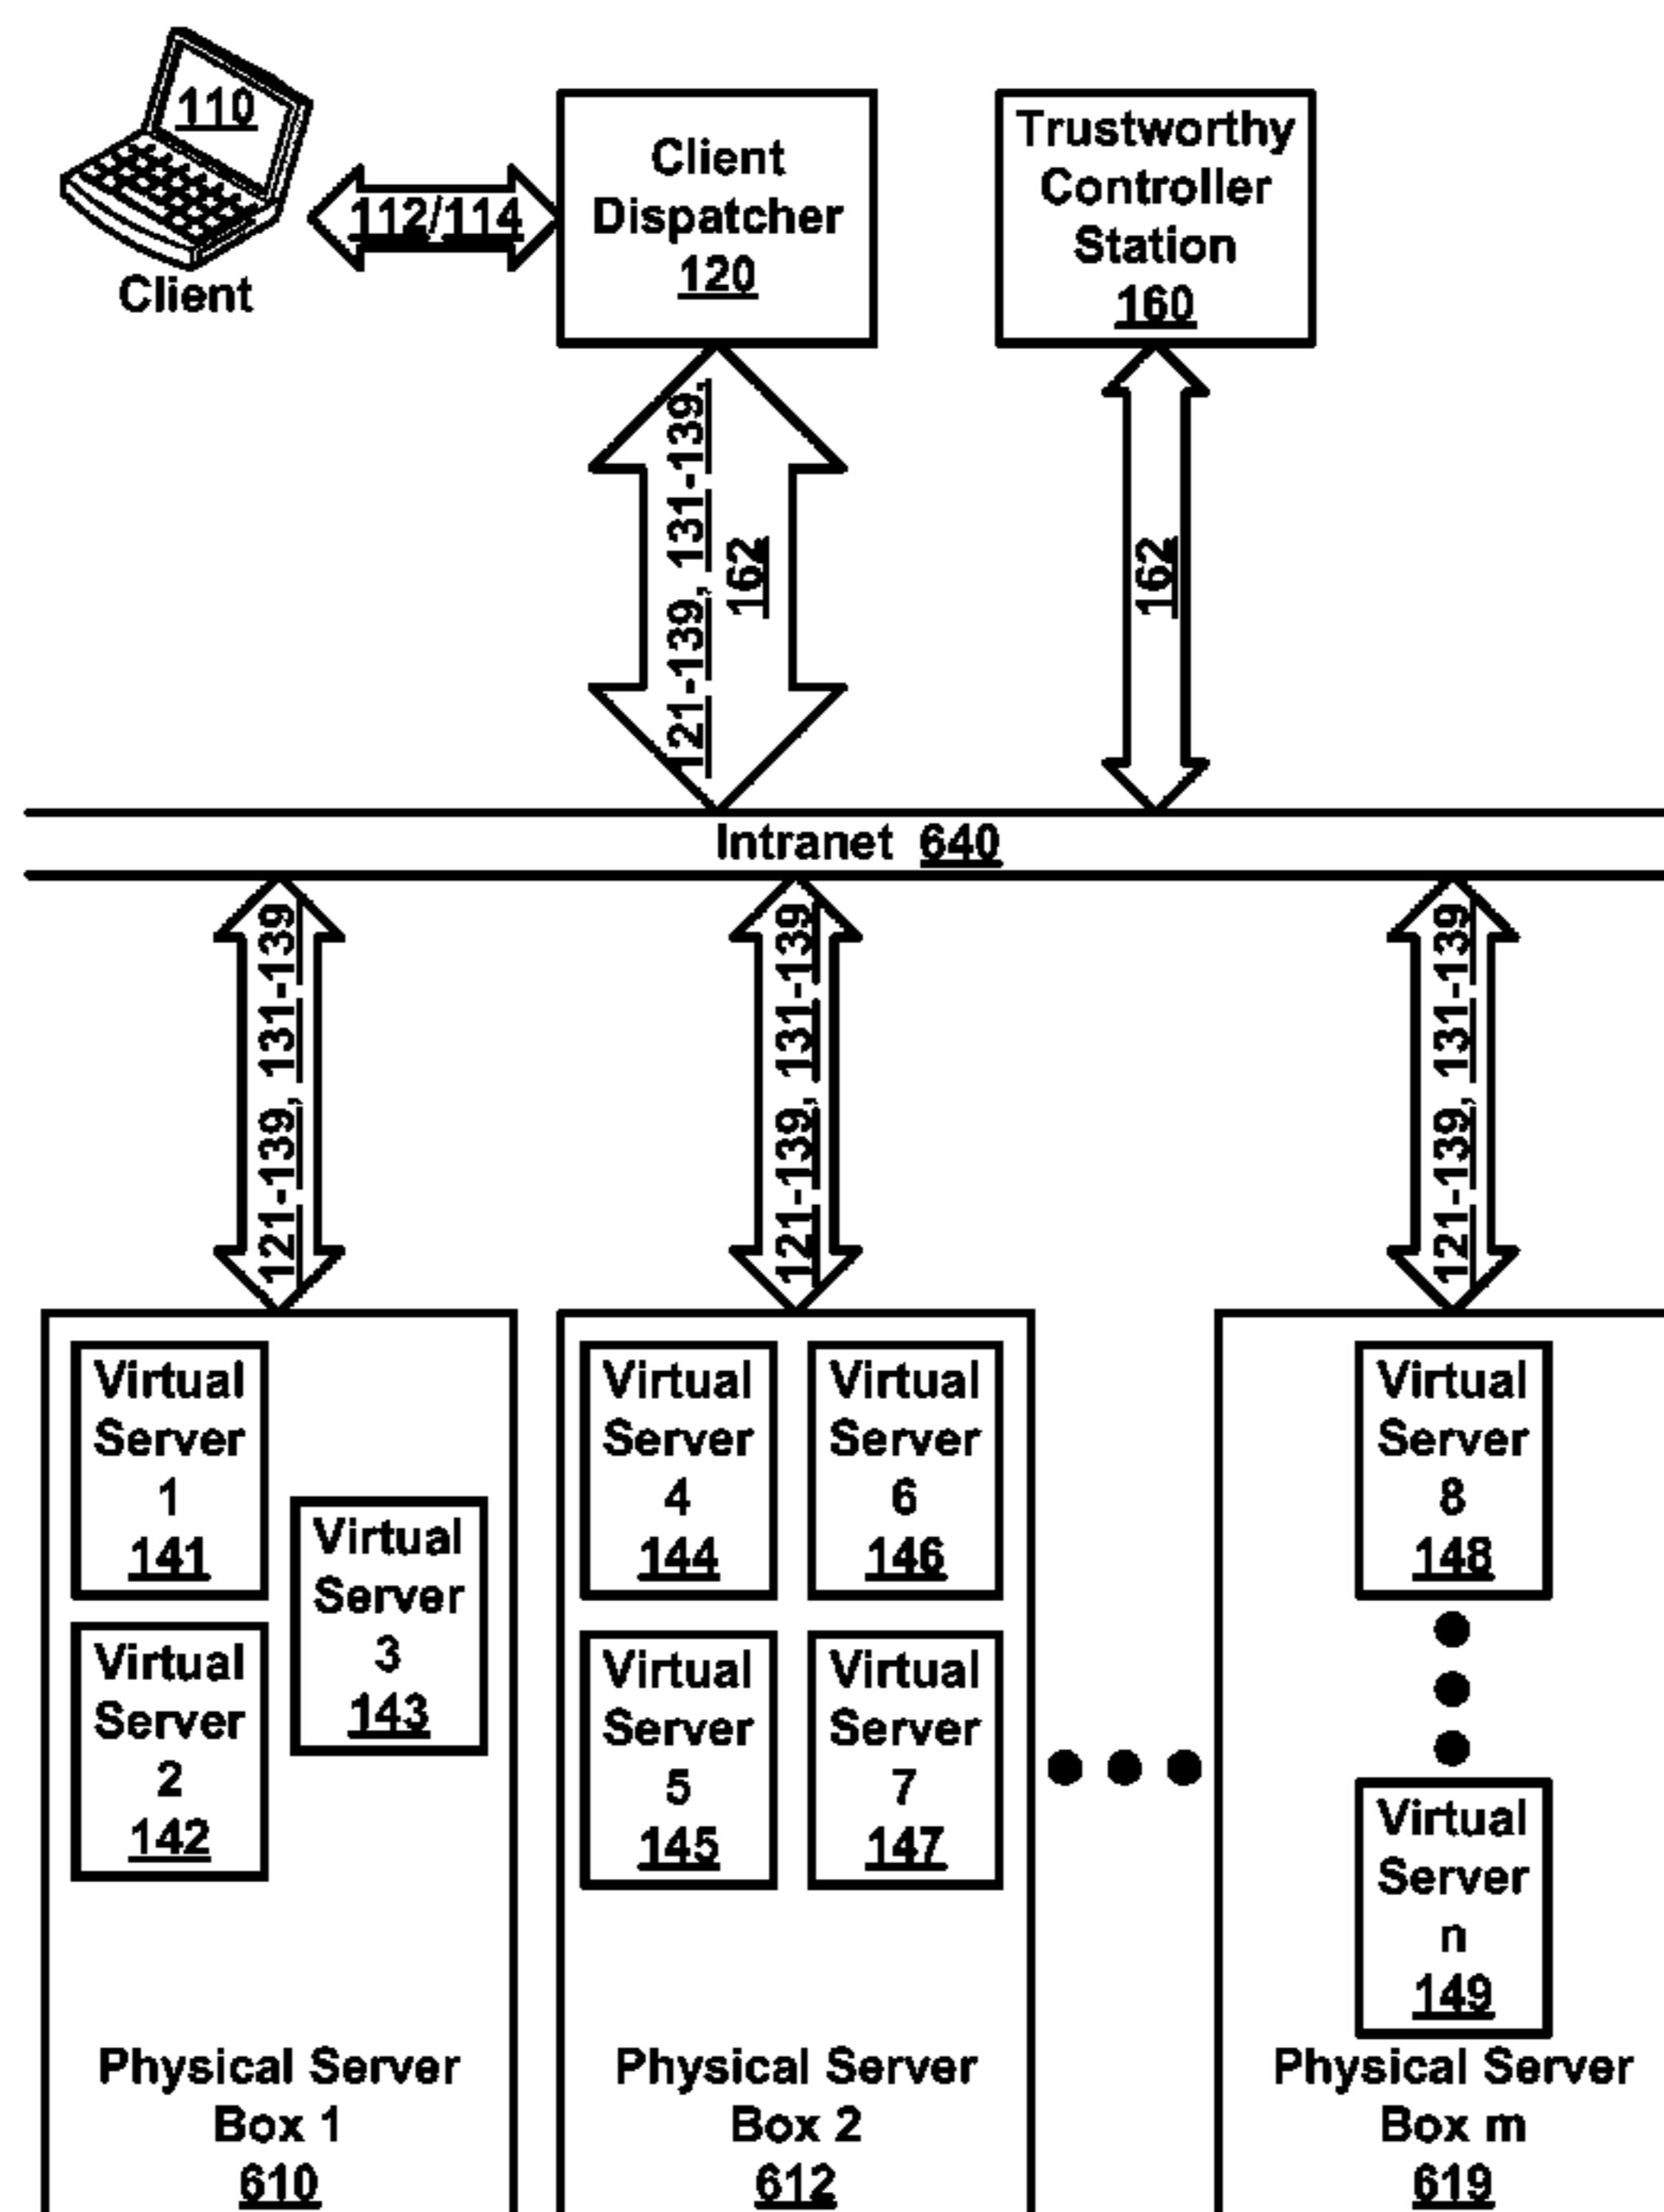 110
Client
112/114
Client
Dispatcher
120
Trustworthy
Controller
Station
160
121-139, 131-139,
162
162
Intranet 640
121-139, 131-139
121-139, 131-139
121-139, 131-139
Virtual
Server
1
141
Virtual
Server
2
142
Virtual
Server
3
143
Physical Server
Box 1
610
Virtual
Server
4
144
Virtual
Server
6
146
Virtual
Server
5
145
Virtual
Server
7
147
Physical Server
Box 2
612
Virtual
Server
8
148
Virtual
Server
n
149
Physical Server
Box m
619